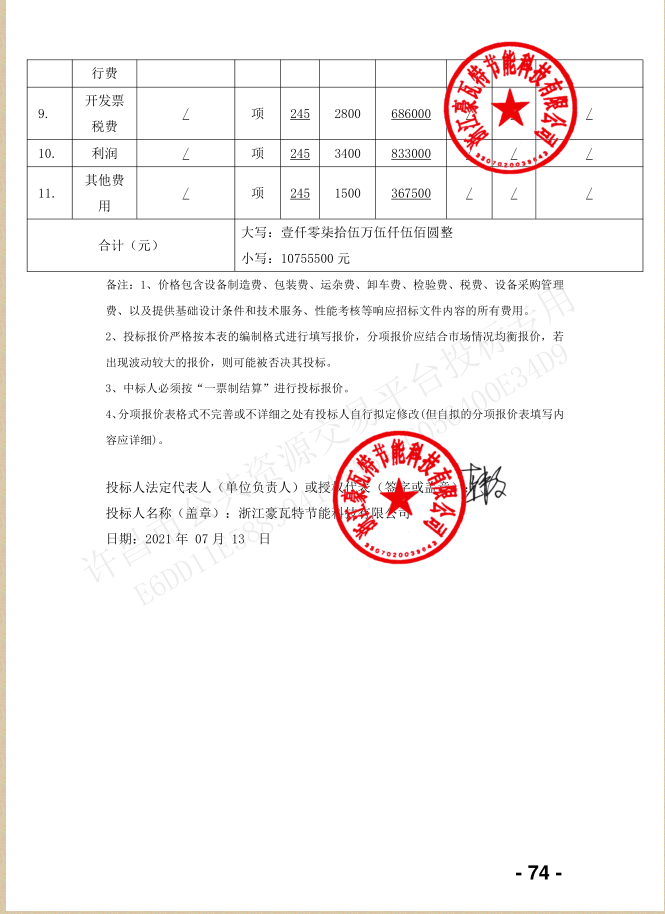 行费
9. 开发票税费 / 项 245 2800 686000 / / /
10. 利润 / 项 245 3400 833000 / / /
11. 其他费用 / 项 245 1500 367500 / / /
合计（元） 大写：壹仟零柒拾伍万伍仟伍佰圆整
小写：10755500 元
备注：1、价格包含设备制造费、包装费、运杂费、卸车费、检验费、税费、设备采购管理
费、以及提供基础设计条件和技术服务、性能考核等响应招标文件内容的所有费用。
2、投标报价严格按本表的编制格式进行填写报价，分项报价应结合市场情况均衡报价，若
出现波动较大的报价，则可能被否决其投标。
3、中标人必须按“一票制结算”进行投标报价。
4、分项报价表格式不完善或不详细之处有投标人自行拟定修改(但自拟的分项报价表填写内
容应详细)。
投标人法定代表人（单位负责人）或授权代表（签字或盖章）：
投标人名称（盖章）：浙江豪瓦特节能科技有限公司
日期：2021年 07月 13 日
浙江豪瓦特节能科技有限公司
3307020039643
浙江豪瓦特节能科技有限公司
3307020039643
- 74 -